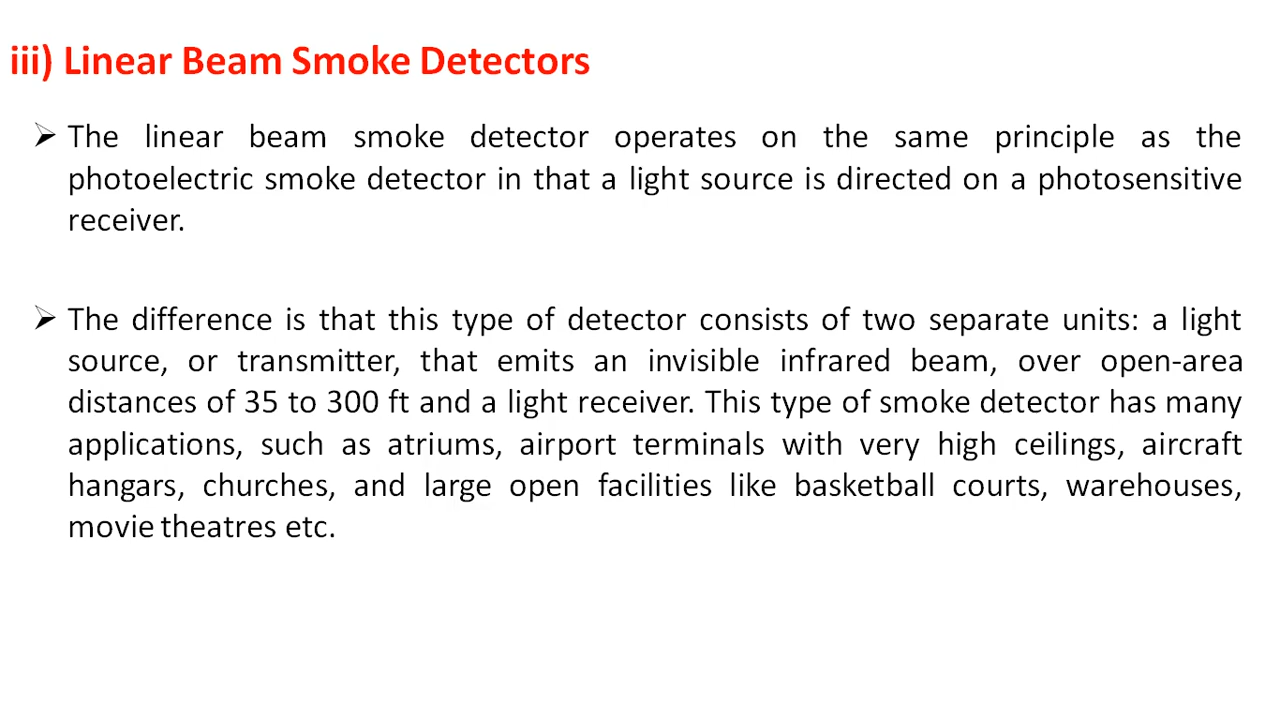 iii) Linear Beam Smoke Detectors
➢ The linear beam smoke detector operates on the same principle as the
photoelectric smoke detector in that a light source is directed on a photosensitive
receiver.
➢ The difference is that this type of detector consists of two separate units: a light
source, or transmitter, that emits an invisible infrared beam, over open-area
distances of 35 to 300 ft and a light receiver. This type of smoke detector has many
applications, such as atriums, airport terminals with very high ceilings, aircraft
hangars, churches, and large open facilities like basketball courts, warehouses,
movie theatres etc.